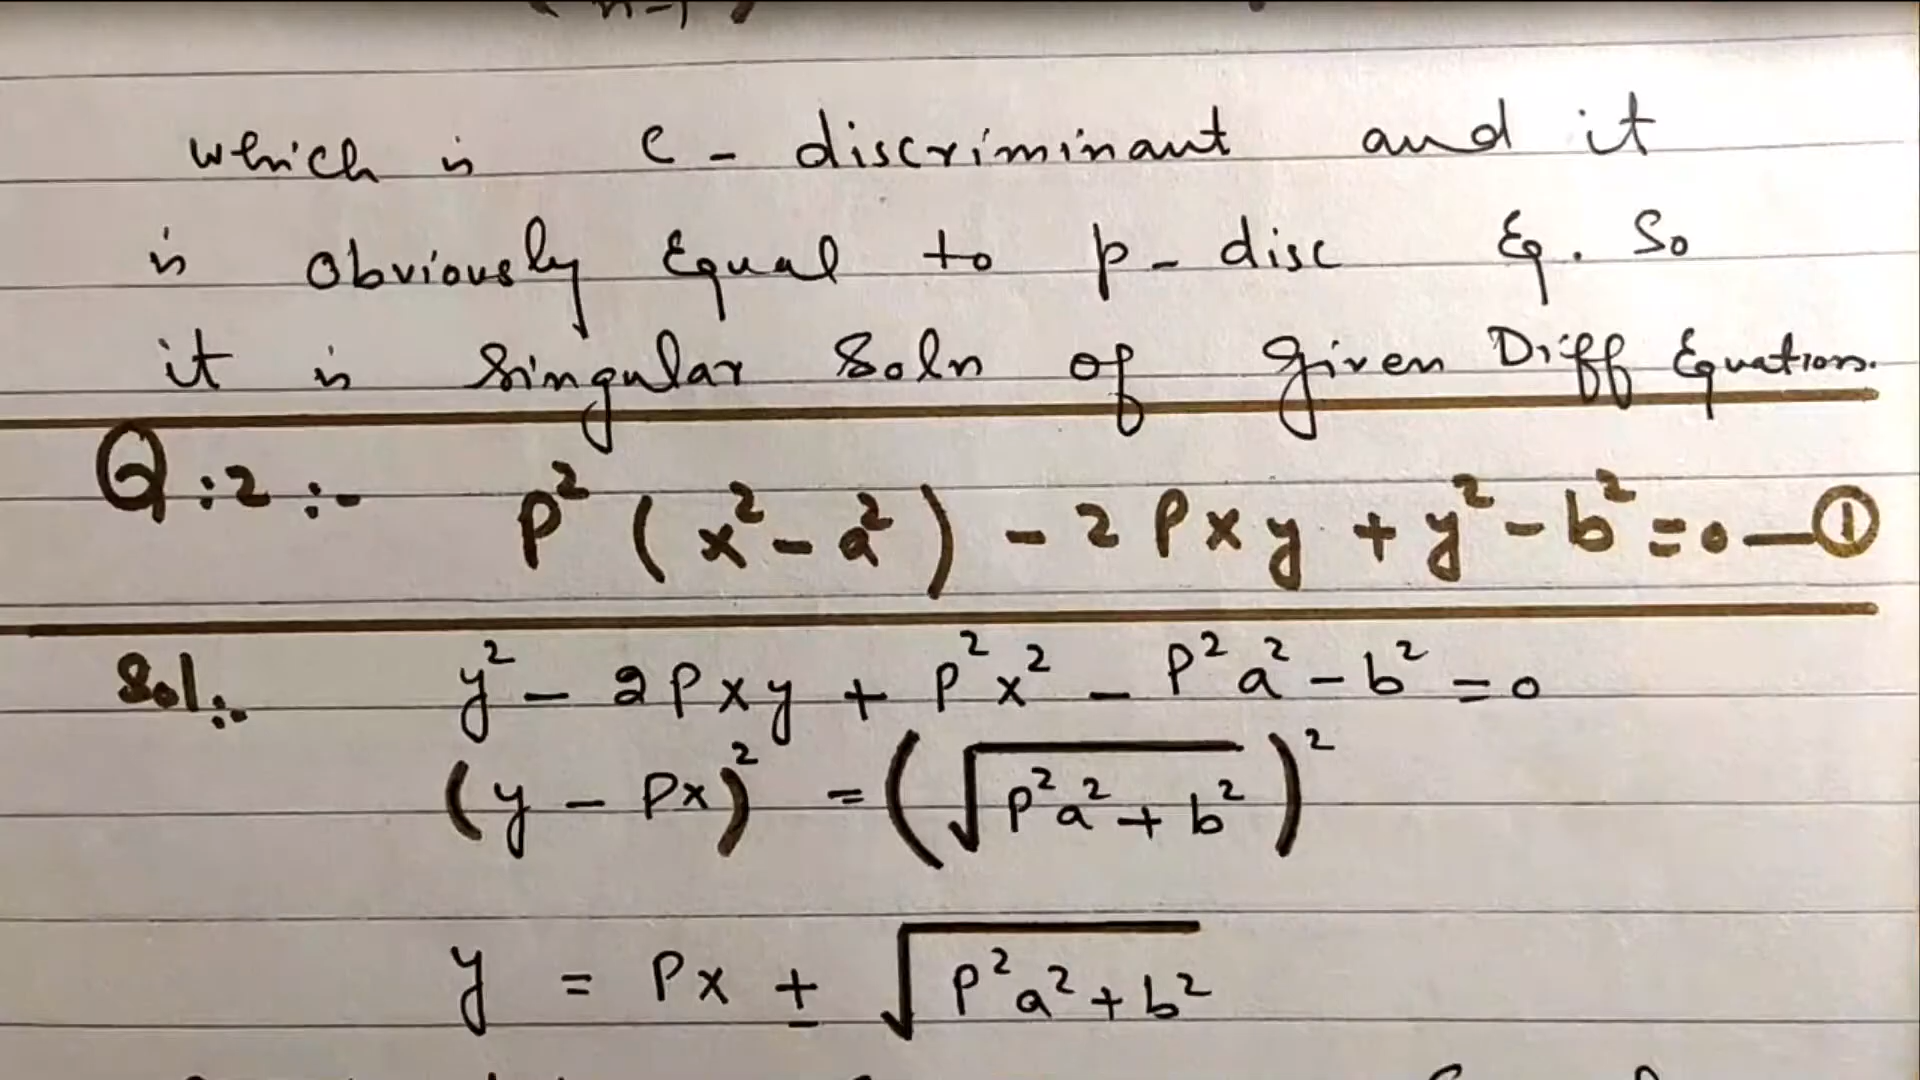 (n-1)
which is c - discriminant and it
is obviously Equal to p - disc Eq. So
it is Singular Soln of given Diff Equation.
Q:2:- P² (x² - a²) - 2Pxy + y² - b² = 0 — ①
Sol:- y² - 2Pxy + P²x² - P²a² - b² = 0
(y - Px)² = (√P²a² + b²)²
y = Px ± √P²a² + b²